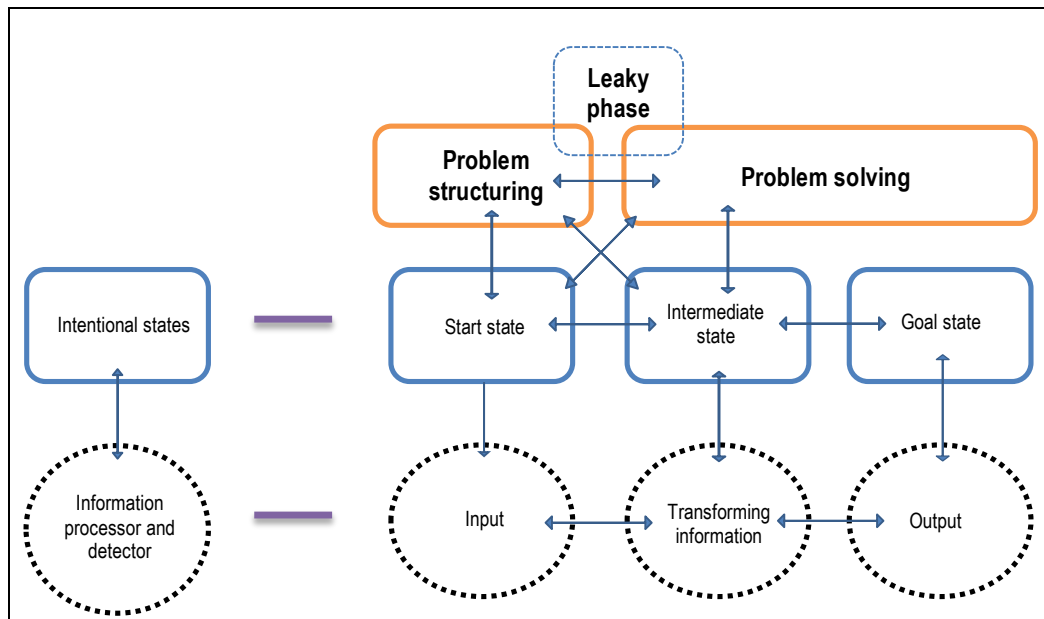 Leaky
phase
Problem
structuring
Problem solving
Intentional states
Start state
Intermediate
state
Goal state
Information
processor and
detector
Input
Transforming
information
Output